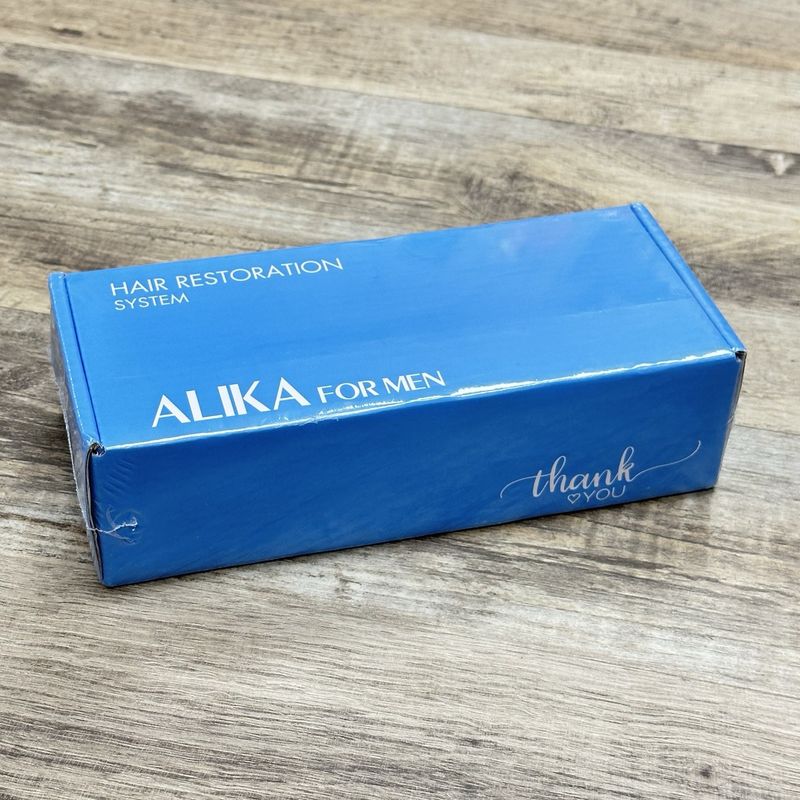 HAIR RESTORATION
SYSTEM
ALIKA FOR MEN
thank
YOU